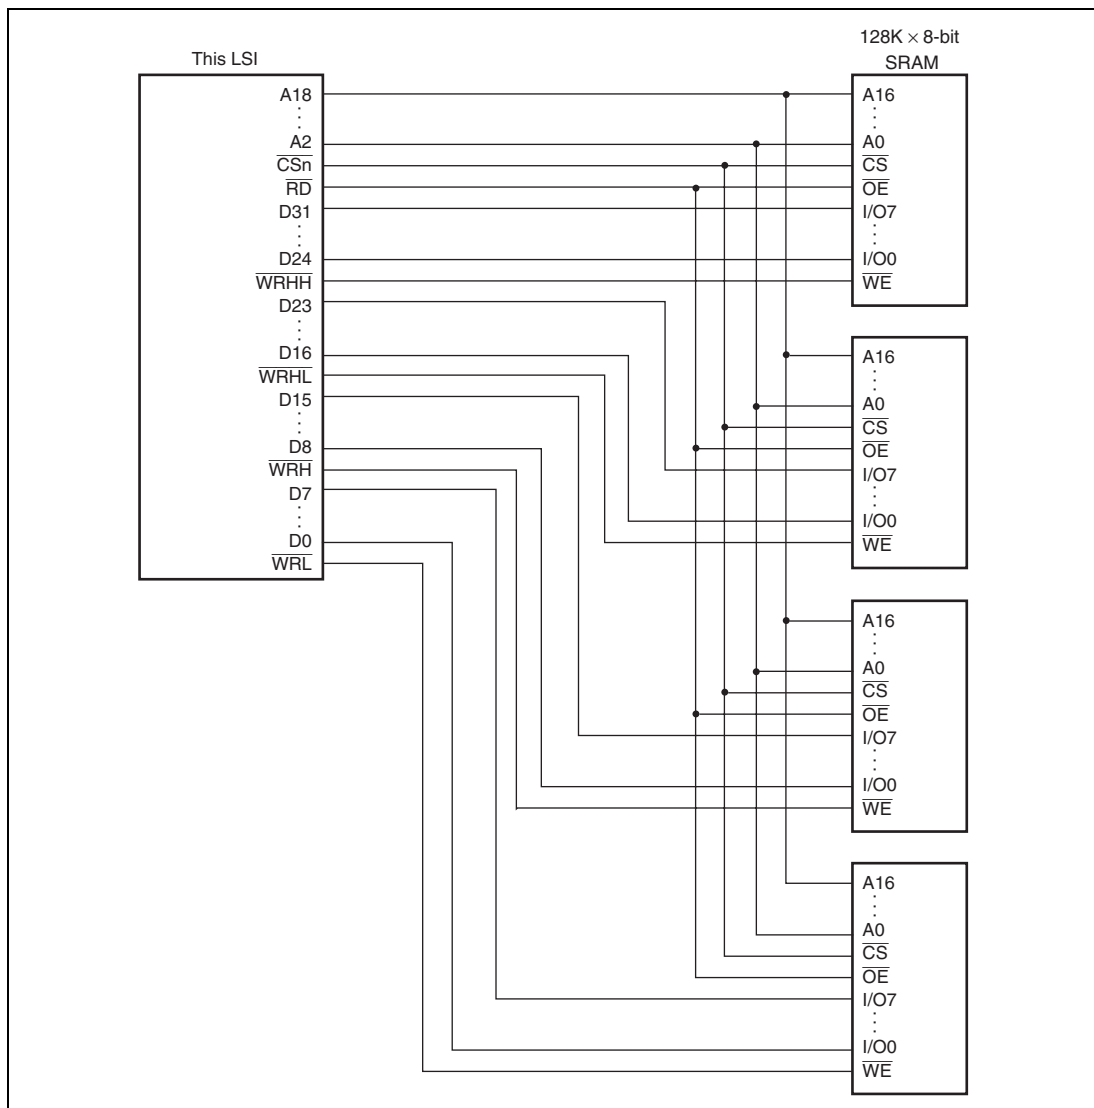 This LSI
A18
A2
CSn
RD
D31
D24
WRHH
D23
D16
WRHL
D15
D8
WRH
D7
D0
WRL
128K × 8-bit
SRAM
A16
A0
CS
OE
I/O7
I/O0
WE
A16
A0
CS
OE
I/O7
I/O0
WE
A16
A0
CS
OE
I/O7
I/O0
WE
A16
A0
CS
OE
I/O7
I/O0
WE